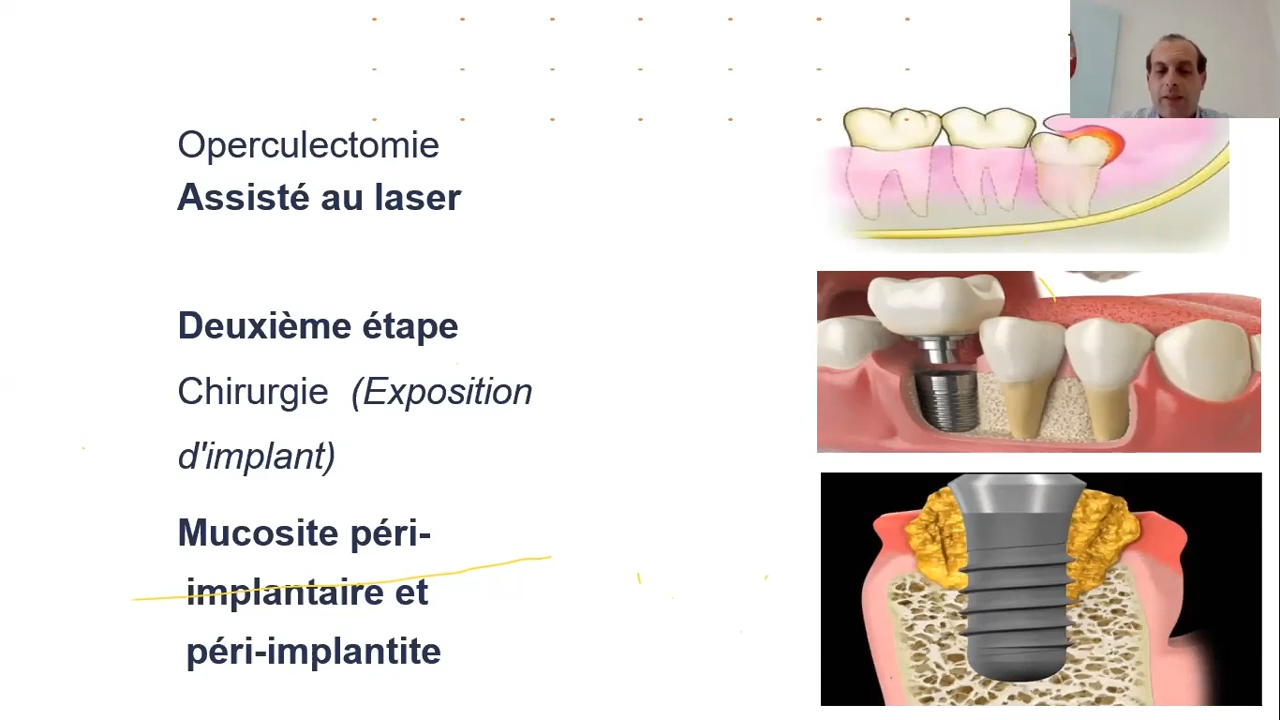 Operculectomie
Assisté au laser
Deuxième étape
Chirurgie (Exposition
d'implant)
Mucosite péri-
implantaire et
péri-implantite